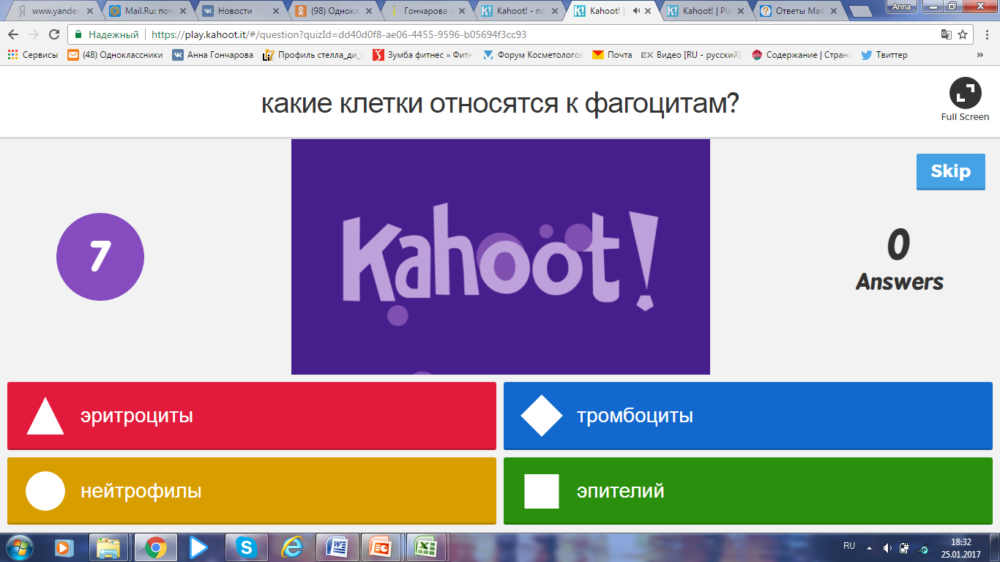 www.yandex
Mail.Ru: поч
Новости
(98) Однокл
Гончарова А
Kahoot! - по
Kahoot! |
Kahoot! | Pla
Ответы Mail
Anna
Надежный
https://play.kahoot.it/#/question?quizId=dd40d0f8-ae06-4455-9596-b05694f3cc93
Сервисы
(48) Одноклассники
Анна Гончарова
Профиль стелла_ди_
Зумба фитнес » Фитн
Форум Косметологов
Почта
EX Видео [RU - русский]
Содержание | Страна
Твиттер
какие клетки относятся к фагоцитам?
Full Screen
Skip
7
Kahoot!
0
Answers
эритроциты
тромбоциты
нейтрофилы
эпителий
RU
18:32
25.01.2017